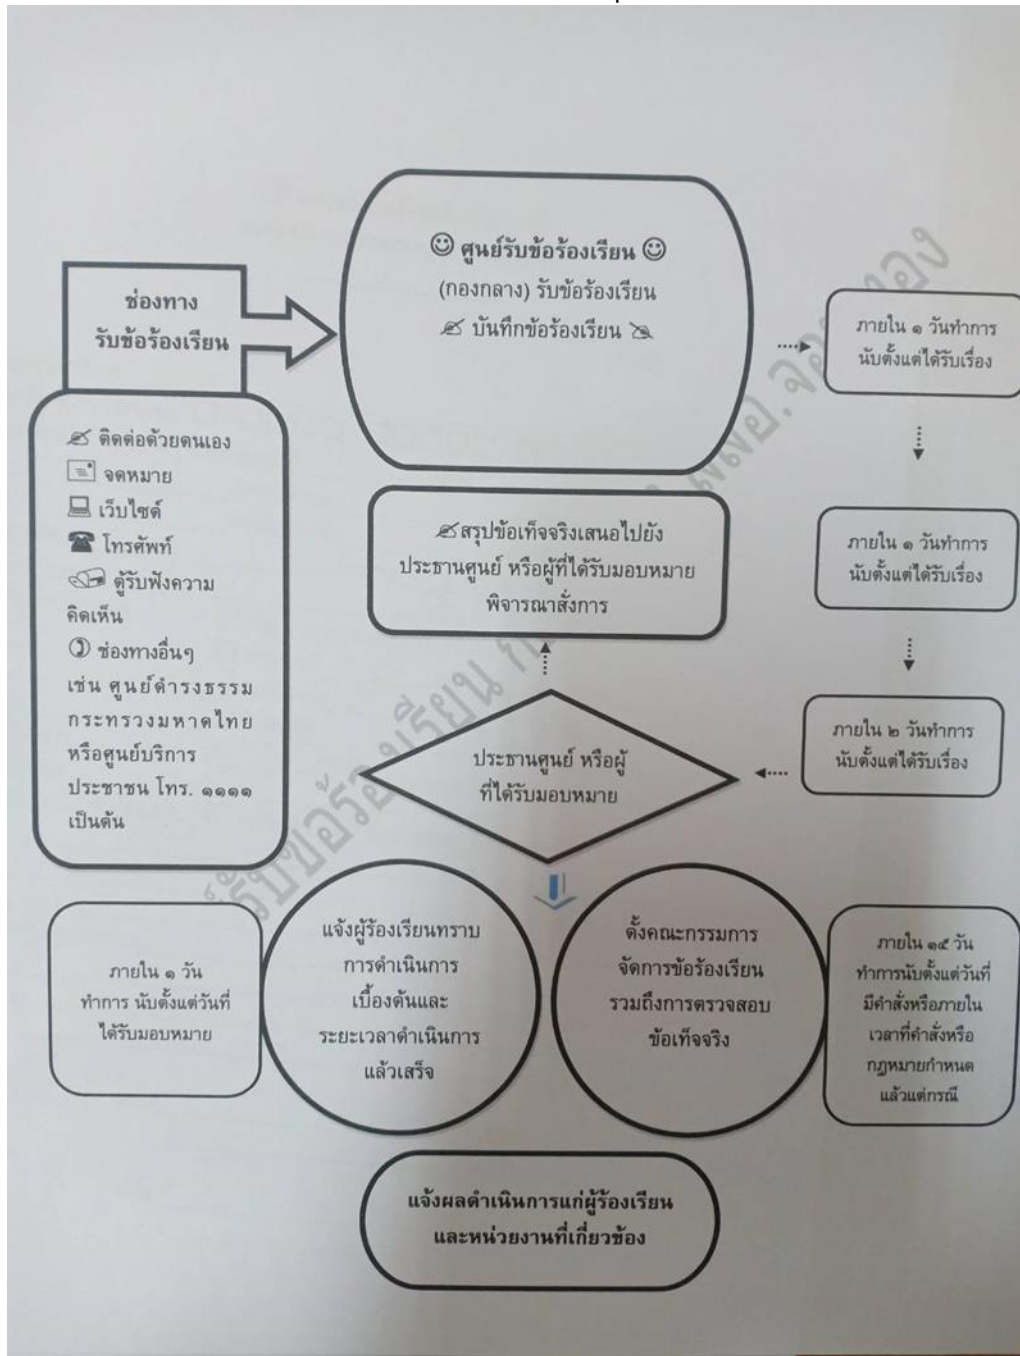 ช่องทาง
รับข้อร้องเรียน
☺ ศูนย์รับข้อร้องเรียน ☺
(กองกลาง) รับข้อร้องเรียน
บันทึกข้อร้องเรียน
ภายใน ๑ วันทำการ
นับตั้งแต่ได้รับเรื่อง
ติดต่อด้วยตนเอง
จดหมาย
เว็บไซต์
โทรศัพท์
ตู้รับฟังความ
คิดเห็น
ช่องทางอื่นๆ
เช่น ศูนย์ดำรงธรรม
กระทรวงมหาดไทย
หรือศูนย์บริการ
ประชาชน โทร. ๑๑๑๑
เป็นต้น
สรุปข้อเท็จจริงเสนอไปยัง
ประธานศูนย์ หรือผู้ที่ได้รับมอบหมาย
พิจารณาสั่งการ
ภายใน ๑ วันทำการ
นับตั้งแต่ได้รับเรื่อง
ประธานศูนย์ หรือผู้
ที่ได้รับมอบหมาย
ภายใน ๒ วันทำการ
นับตั้งแต่ได้รับเรื่อง
ภายใน ๑ วัน
ทำการ นับตั้งแต่วันที่
ได้รับมอบหมาย
แจ้งผู้ร้องเรียนทราบ
การดำเนินการ
เบื้องต้นและ
ระยะเวลาดำเนินการ
แล้วเสร็จ
ตั้งคณะกรรมการ
จัดการข้อร้องเรียน
รวมถึงการตรวจสอบ
ข้อเท็จจริง
ภายใน ๑๕ วัน
ทำการนับตั้งแต่วันที่
มีคำสั่งหรือภายใน
เวลาที่คำสั่งหรือ
กฎหมายกำหนด
แล้วแต่กรณี
แจ้งผลดำเนินการแก่ผู้ร้องเรียน
และหน่วยงานที่เกี่ยวข้อง